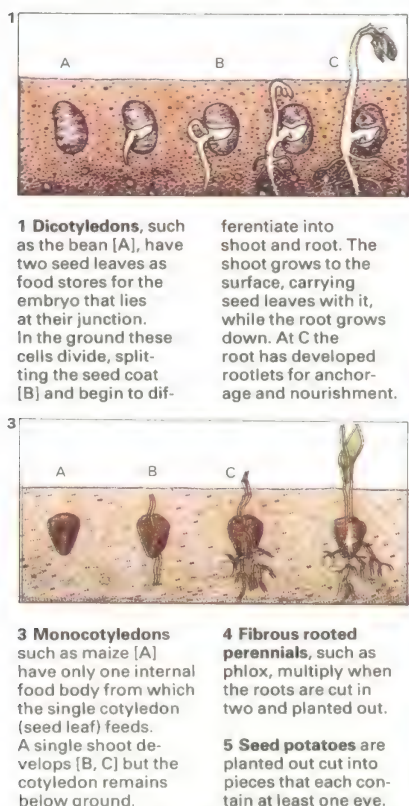 1
A B C
1 Dicotyledons, such
as the bean [A], have
two seed leaves as
food stores for the
embryo that lies
at their junction.
In the ground these
cells divide, split-
ting the seed coat
[B] and begin to dif-
ferentiate into
shoot and root. The
shoot grows to the
surface, carrying
seed leaves with it,
while the root grows
down. At C the
root has developed
rootlets for anchor-
age and nourishment.
3
A B C
3 Monocotyledons
such as maize [A]
have only one internal
food body from which
the single cotyledon
(seed leaf) feeds.
A single shoot de-
velops [B, C] but the
cotyledon remains
below ground.
4 Fibrous rooted
perennials, such as
phlox, multiply when
the roots are cut in
two and planted out.
5 Seed potatoes are
planted out cut into
pieces that each con-
tain at least one eye.